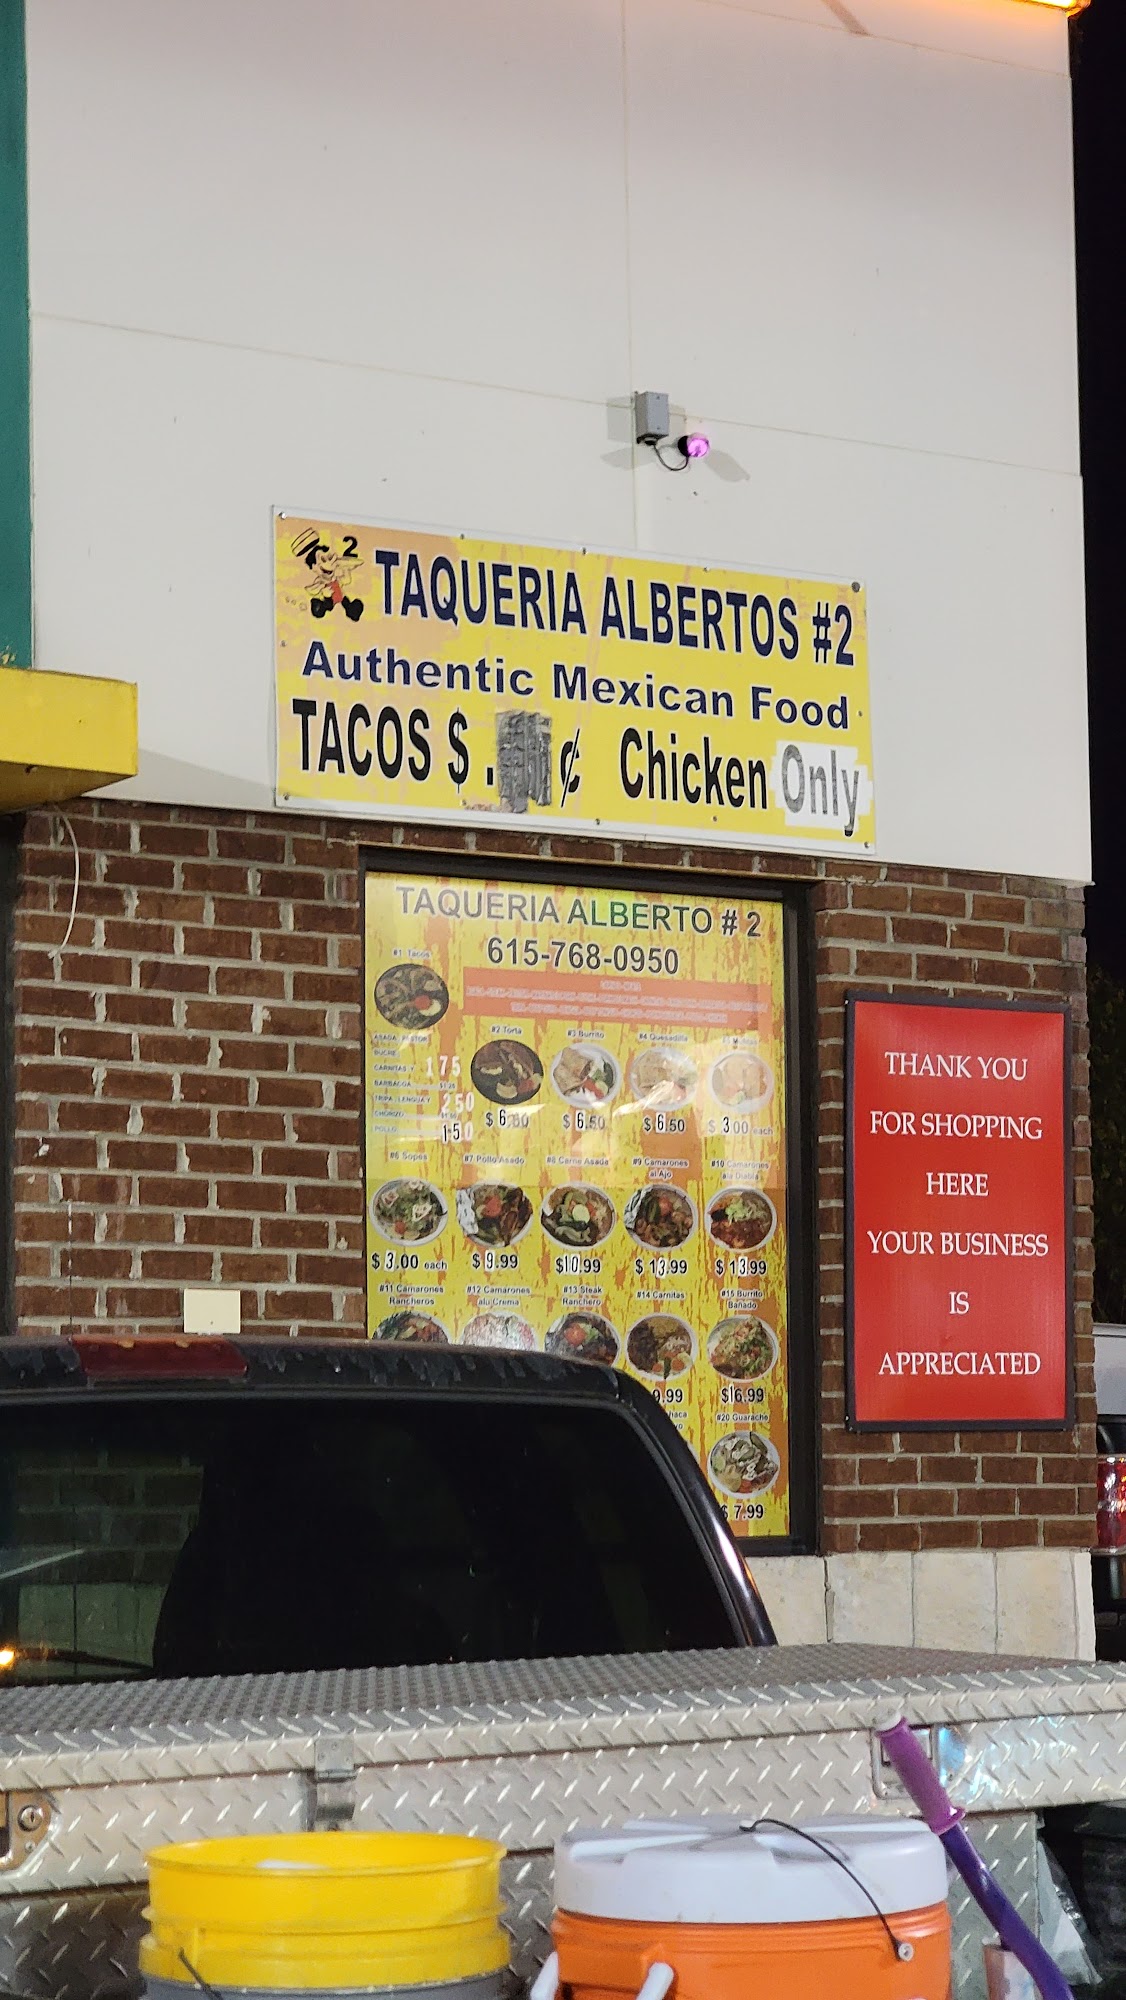 2
TAQUERIA ALBERTOS #2
Authentic Mexican Food
TACOS $ . ¢ Chicken Only
TAQUERIA ALBERTO # 2
615-768-0950
#1 Tacos
ASADA, PASTOR
CARNITAS Y 175
BARBACOA
TRIPA, LENGUA Y 250
CHORIZO
POLLO 150
#2 Torta
$ 6.50
#3 Burrito
$ 6.50
#4 Quesadilla
$ 6.50
$ 3.00 each
#6 Sopes
$ 3.00 each
#7 Pollo Asado
$ 9.99
#8 Carne Asada
$10.99
#9 Camarones
al Ajo
$ 13.99
#10 Camarones
ala Diabla
$ 13.99
#11 Camarones
Rancheros
#12 Camarones
ala Crema
#13 Steak
Ranchero
#14 Carnitas
9.99
#15 Burrito
Bañado
$16.99
#20 Guarache
$ 7.99
THANK YOU
FOR SHOPPING
HERE
YOUR BUSINESS
IS
APPRECIATED